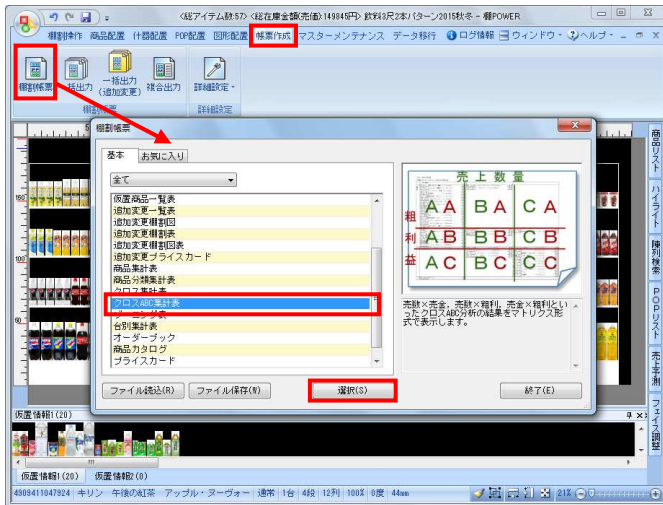 <総アイテム数:57> <総在庫金額(売価):149845円> 飲料3尺2本パターン2015秋冬 - 棚POWER
棚割操作 商品配置 什器配置 POP配置 図形配置 帳票作成 マスターメンテナンス データ移行 ログ情報 ウィンドウ ヘルプ
棚割帳票 一括出力 一括出力(追加変更) 複合出力 詳細設定
棚割帳票 詳細設定
棚割帳票
基本 お気に入り
全て
仮置商品一覧表
追加変更一覧表
追加変更棚割図
追加変更棚割表
追加変更棚割図表
追加変更プライスカード
商品集計表
商品分類集計表
クロス集計表
クロスABC集計表
ゾーニング表
台別集計表
オーダーブック
商品カタログ
プライスカード
売上数量
粗利益
AA BA CA
AB BB CB
AC BC CC
売数×売金、売数×粗利、売金×粗利とい
ったクロスABC分析の結果をマトリクス形
式で表示します。
ファイル読込(R) ファイル保存(W) 選択(S) 終了(E)
商品リスト
ハイライト
陳列検索
POPリスト
売上予測
フェイス調整
150
100
50
仮置情報1(20)
仮置情報1(20) 仮置情報2(0)
4909411047924 キリン 午後の紅茶 アップル・ヌーヴォー 通常 1台 4段 12列 100% 0度 44mm 21%